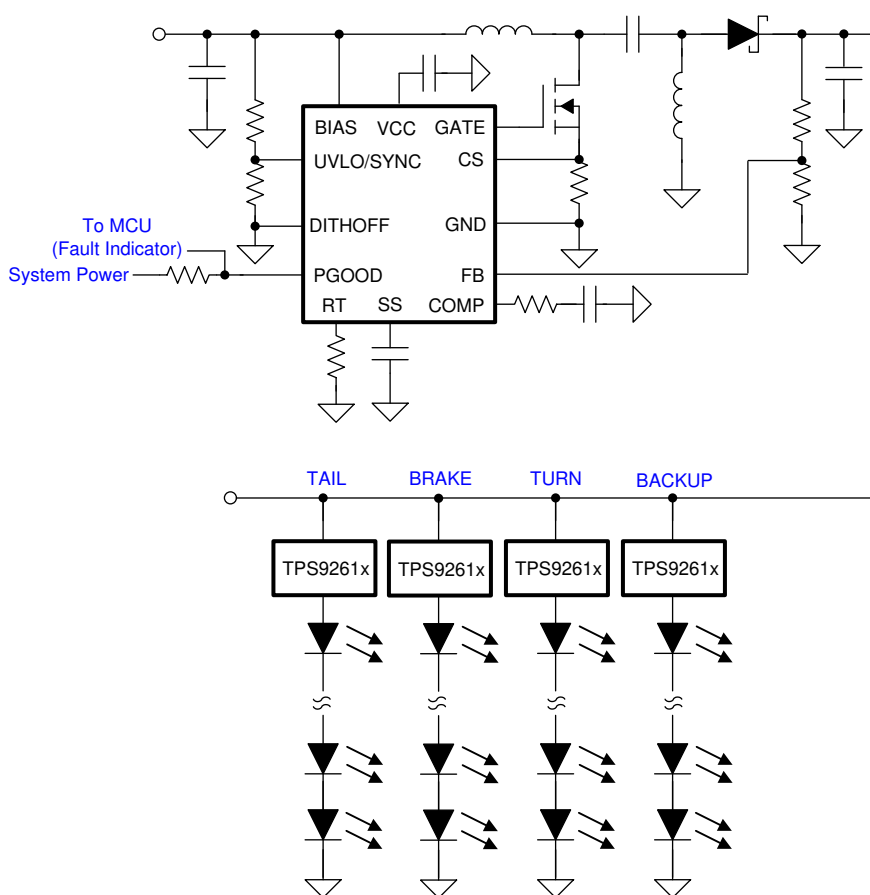 BIAS VCC GATE
UVLO/SYNC CS
DITHOFF GND
To MCU
(Fault Indicator)
System Power
PGOOD FB
RT SS COMP
TAIL BRAKE TURN BACKUP
TPS9261x TPS9261x TPS9261x TPS9261x